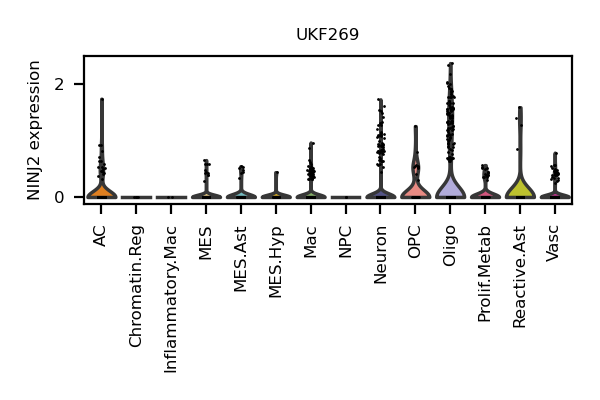 UKF269
NINJ2 expression
2
0
AC
Chromatin.Reg
Inflammatory.Mac
MES
MES.Ast
MES.Hyp
Mac
NPC
Neuron
OPC
Oligo
Prolif.Metab
Reactive.Ast
Vasc